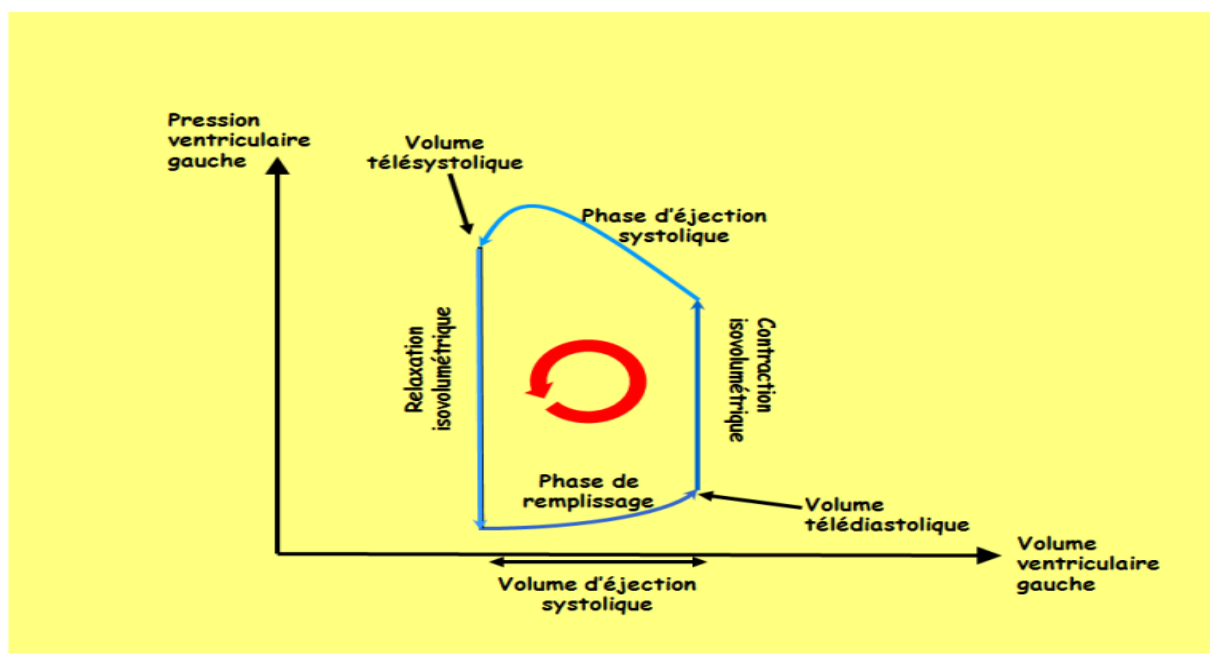 Pression
ventriculaire
gauche
Volume
télésystolique
Phase d'éjection
systolique
Relaxation
isovolumétrique
Contraction
isovolumétrique
Phase de
remplissage
Volume
télédiastolique
Volume d'éjection
systolique
Volume
ventriculaire
gauche